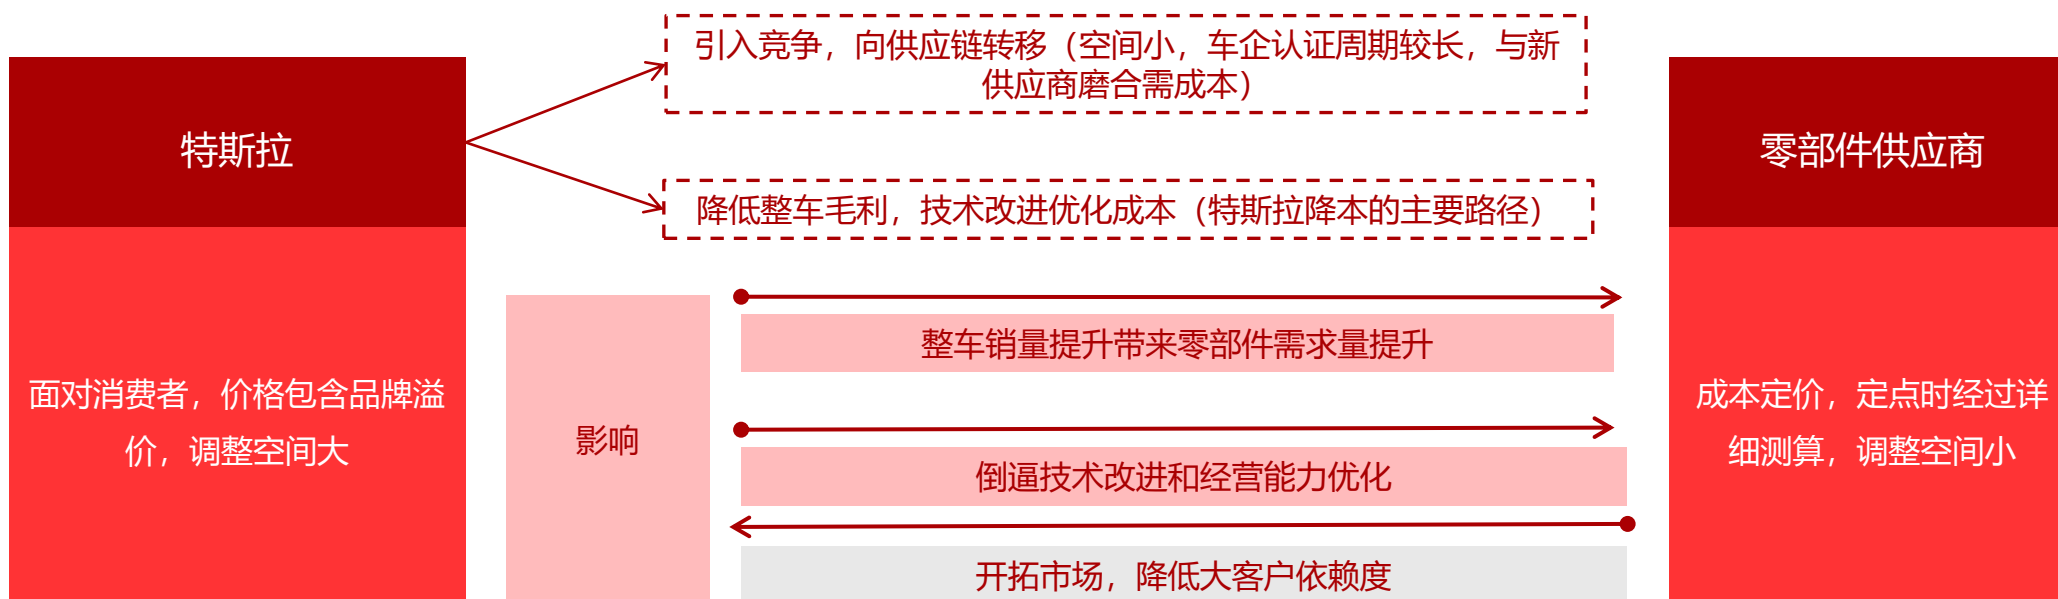 引入竞争，向供应链转移（空间小，车企认证周期较长，与新
供应商磨合需成本）
特斯拉
零部件供应商
降低整车毛利，技术改进优化成本（特斯拉降本的主要路径）
整车销量提升带来零部件需求量提升
面对消费者，价格包含品牌溢
价，调整空间大
影响
成本定价，定点时经过详
细测算，调整空间小
倒逼技术改进和经营能力优化
开拓市场，降低大客户依赖度